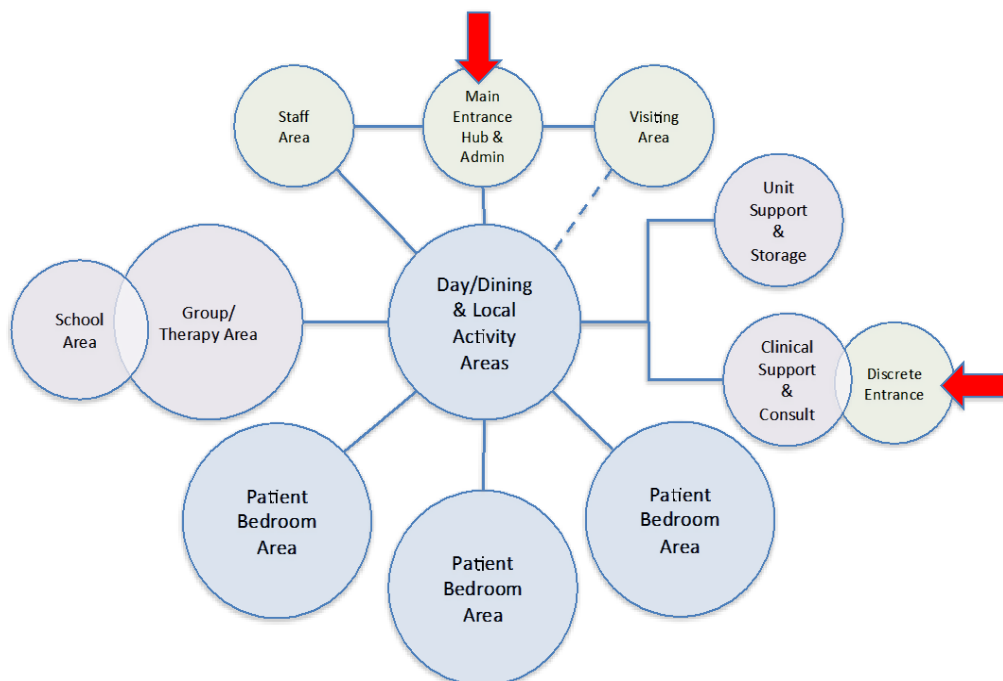 Staff
Area
Main
Entrance
Hub &
Admin
Visiting
Area
Unit
Support
&
Storage
School
Area
Group/
Therapy Area
Day/Dining
& Local
Activity
Areas
Clinical
Support
&
Consult
Discrete
Entrance
Patient
Bedroom
Area
Patient
Bedroom
Area
Patient
Bedroom
Area